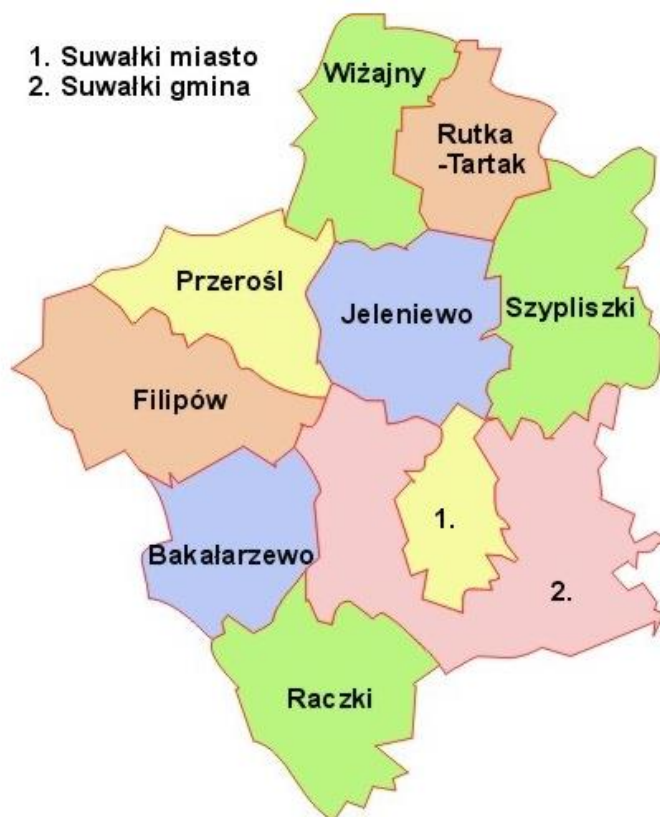 1. Suwałki miasto
2. Suwałki gmina
Wiżajny
Rutka
-Tartak
Przerośl
Jeleniewo
Szypliszki
Filipów
1.
Bakałarzewo
2.
Raczki